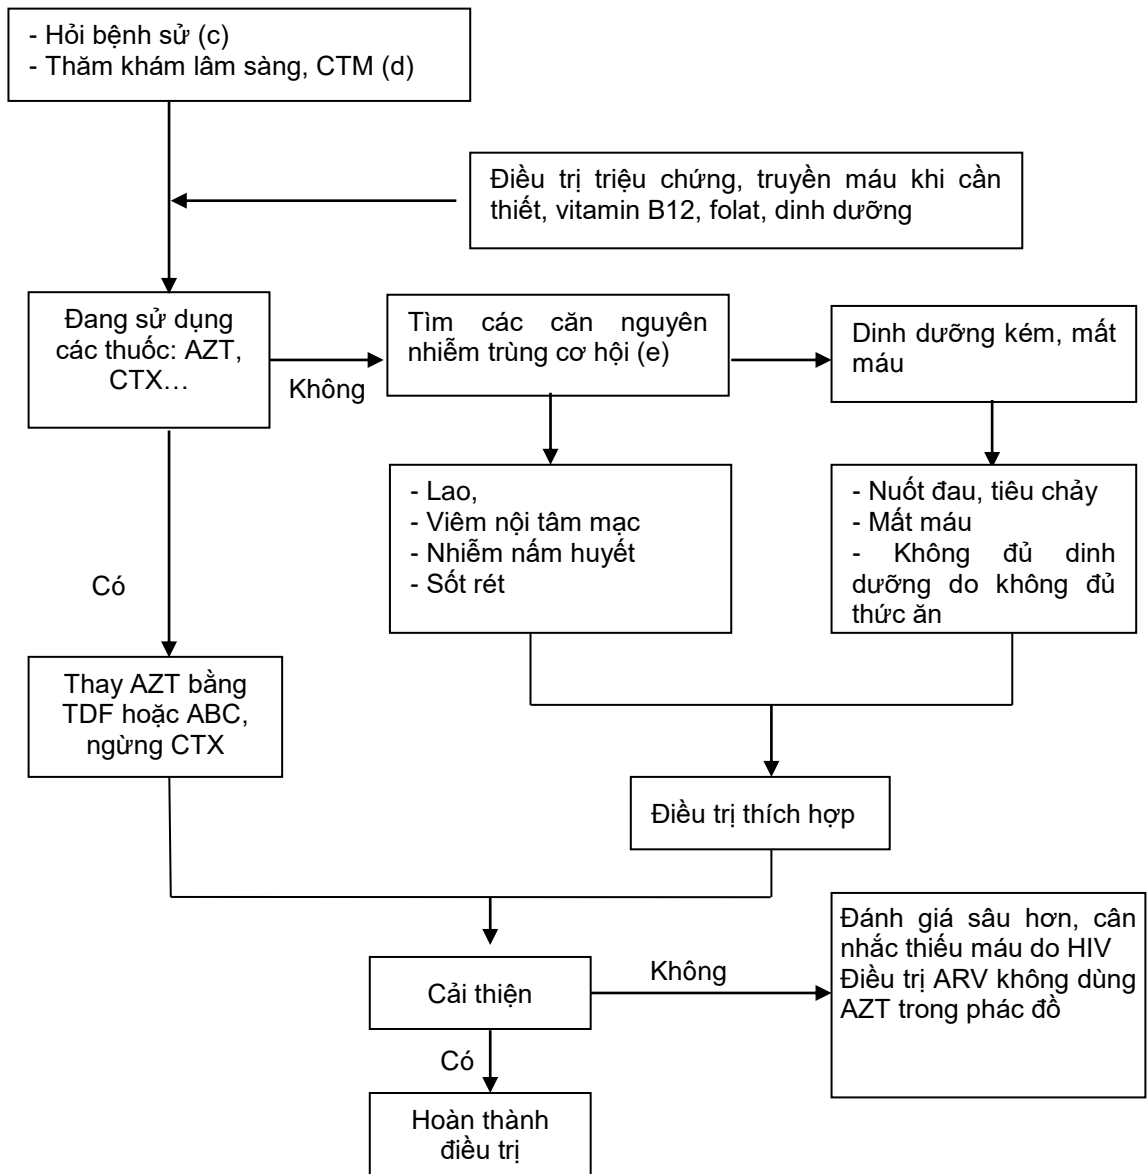 - Hỏi bệnh sử (c)
- Thăm khám lâm sàng, CTM (d)
Điều trị triệu chứng, truyền máu khi cần
thiết, vitamin B12, folat, dinh dưỡng
Đang sử dụng
các thuốc: AZT,
CTX…
Không
Tìm các căn nguyên
nhiễm trùng cơ hội (e)
Dinh dưỡng kém, mất
máu
- Lao,
- Viêm nội tâm mạc
- Nhiễm nấm huyết
- Sốt rét
- Nuốt đau, tiêu chảy
- Mất máu
- Không đủ dinh
dưỡng do không đủ
thức ăn
Có
Thay AZT bằng
TDF hoặc ABC,
ngừng CTX
Điều trị thích hợp
Cải thiện
Không
Đánh giá sâu hơn, cân
nhắc thiếu máu do HIV
Điều trị ARV không dùng
AZT trong phác đồ
Có
Hoàn thành
điều trị